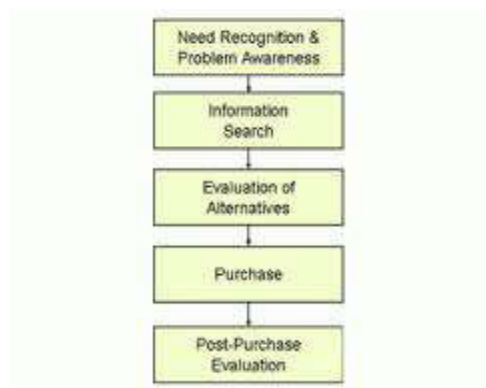 Need Recognition &
Problem Awareness
Information
Search
Evaluation of
Alternatives
Purchase
Post-Purchase
Evaluation